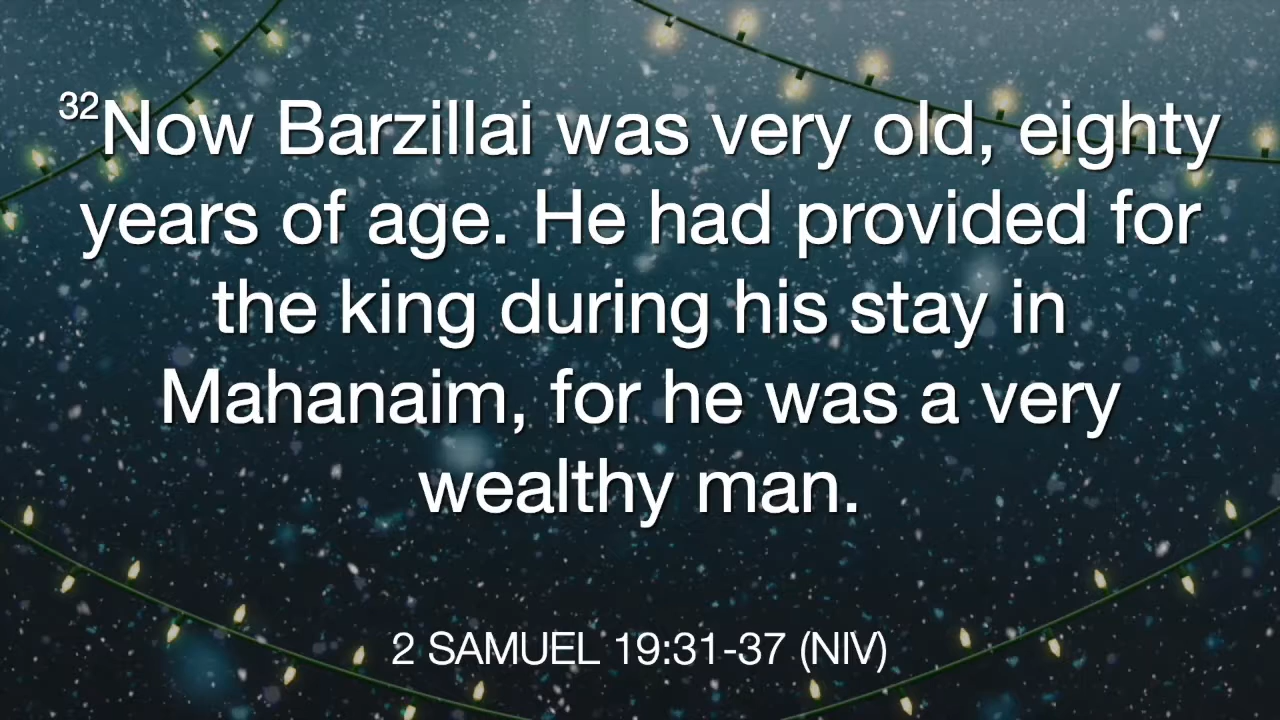 32Now Barzillai was very old, eighty
years of age. He had provided for
the king during his stay in
Mahanaim, for he was a very
wealthy man.
2 SAMUEL 19:31-37 (NIV)